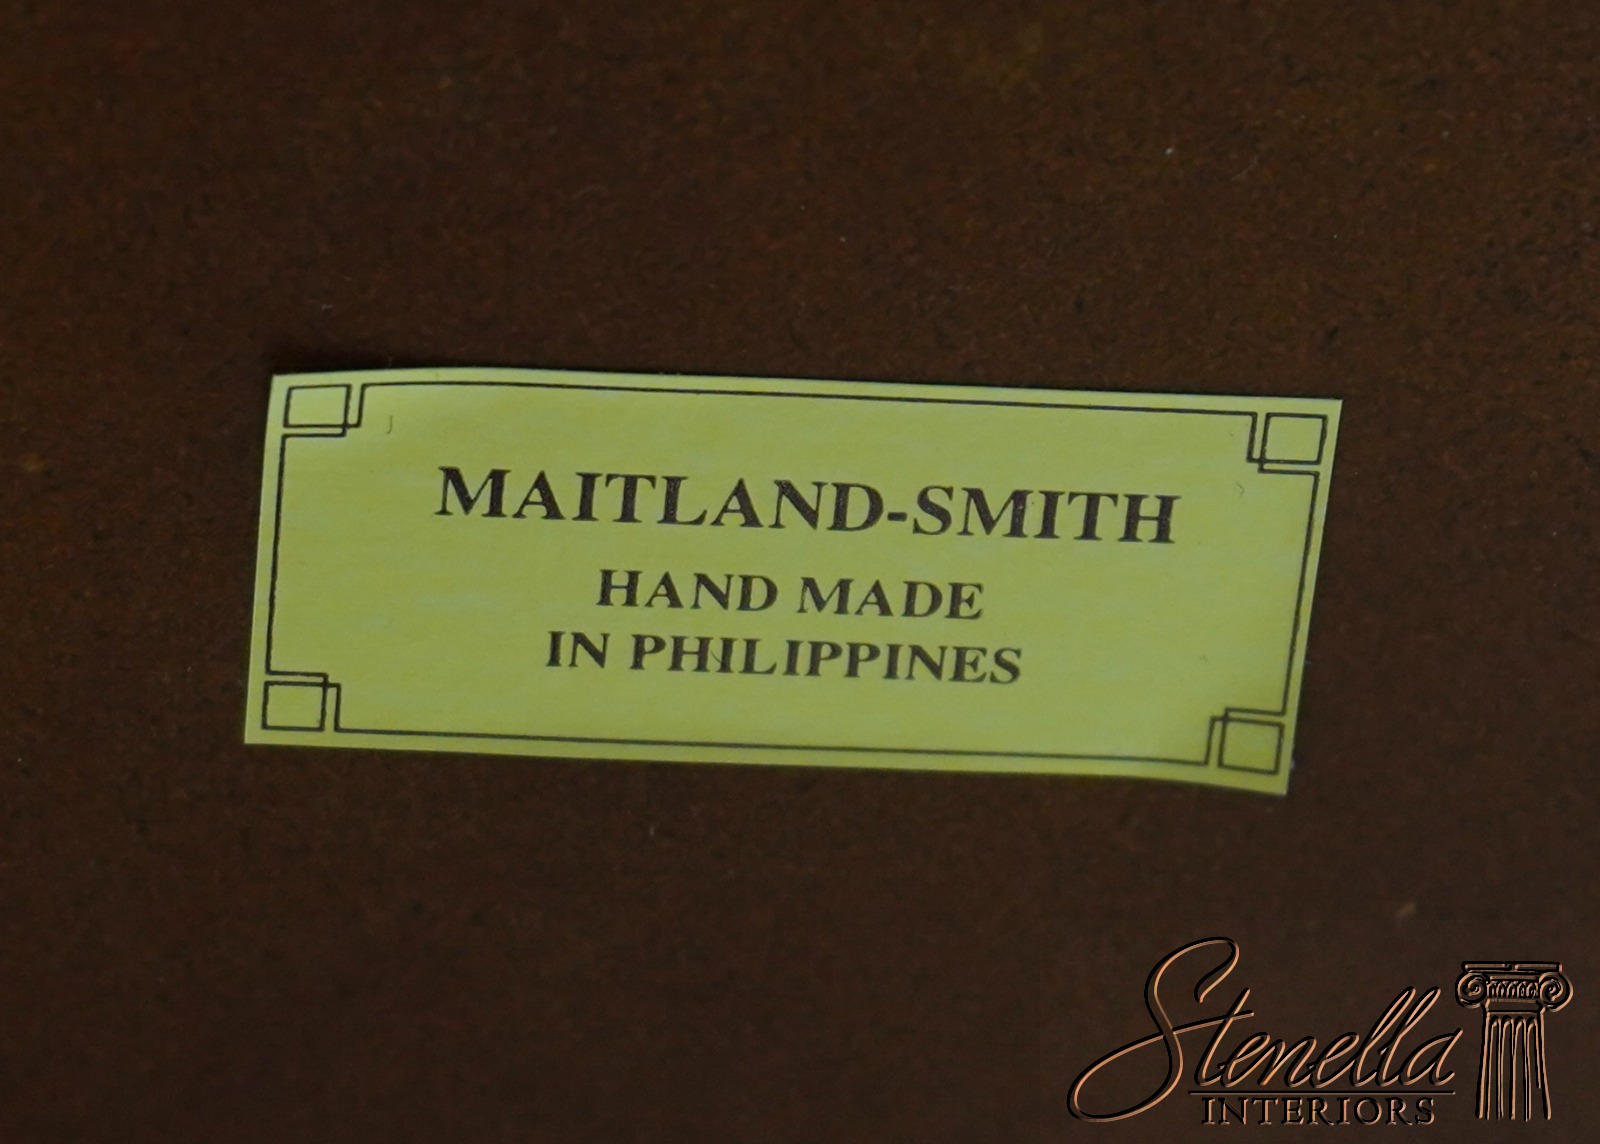 MAITLAND-SMITH
HAND MADE
IN PHILIPPINES
Stenella
INTERIORS